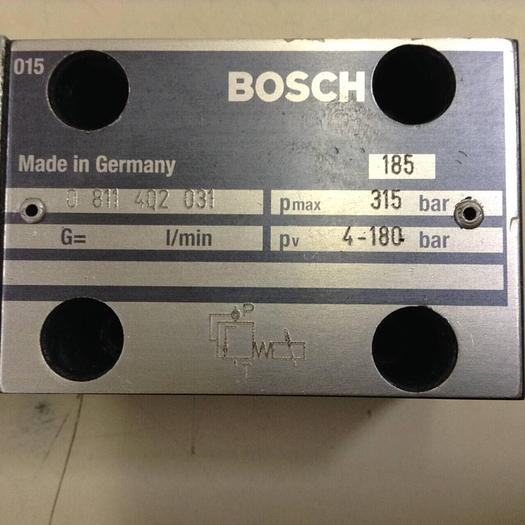 015
BOSCH
Made in Germany 185
0 811 402 031 pmax 315 bar
G= l/min pv 4-180 bar
P
T